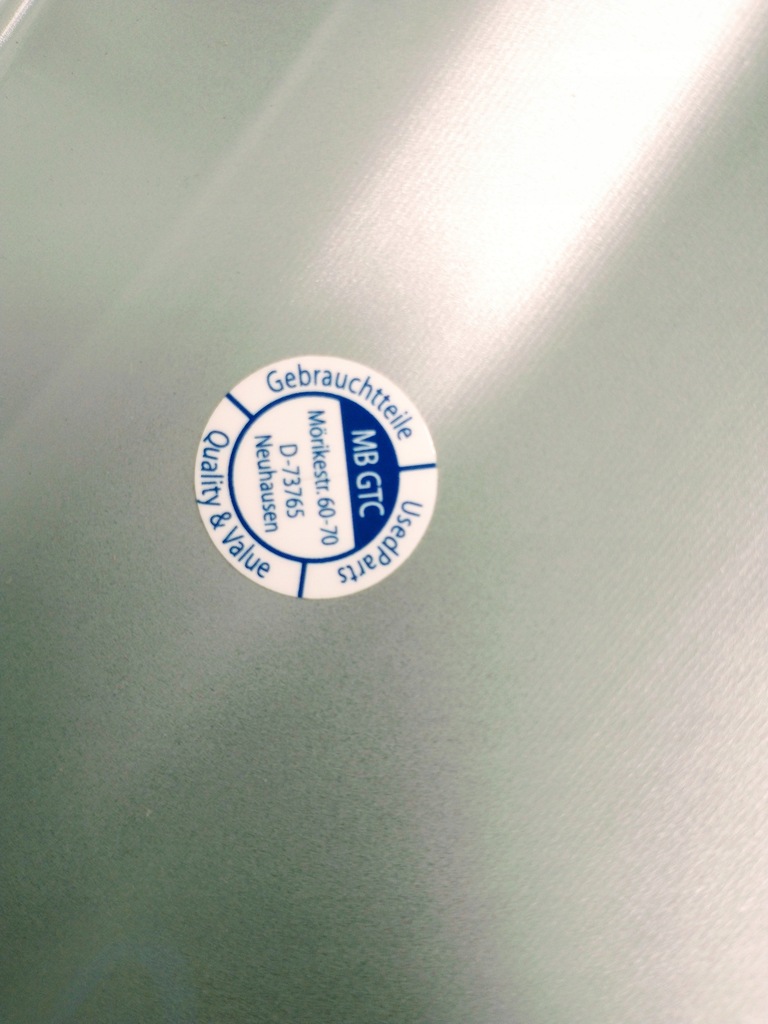 Gebrauchtteile
MB GTC
Mörikestr. 60-70
D-73765
Neuhausen
UsedParts
Quality & Value